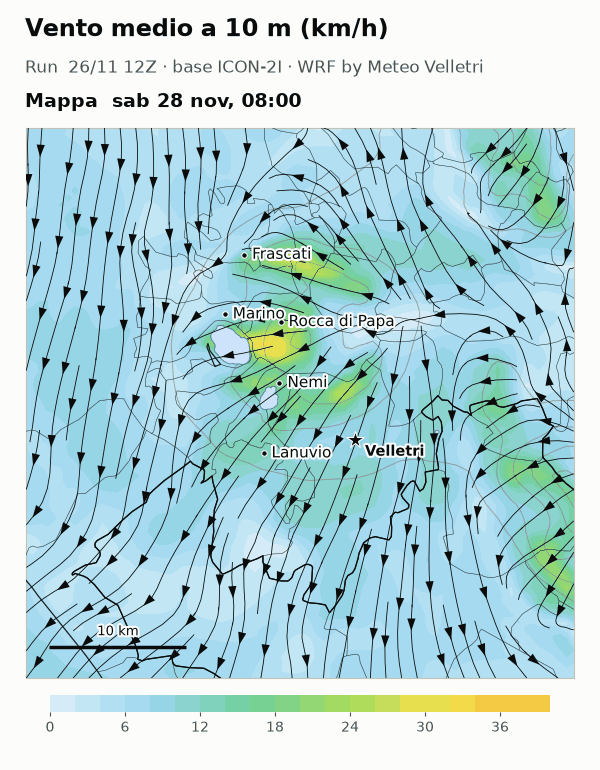 Vento medio a 10 m (km/h)
Run  26/11 12Z · base ICON-2I · WRF by Meteo Velletri
Mappa  sab 28 nov, 08:00
Frascati
Marino
Rocca di Papa
Nemi
Velletri
Lanuvio
10 km
0 6 12 18 24 30 36